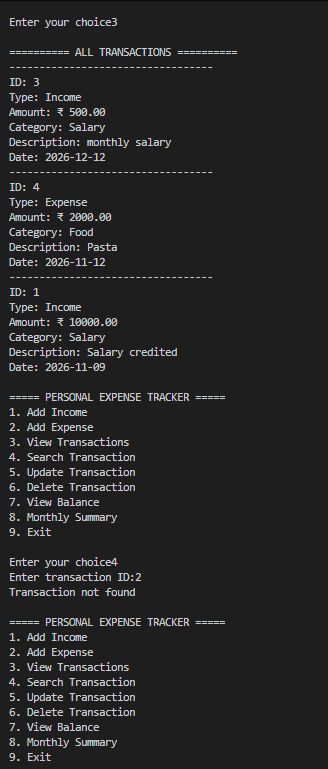 Enter your choice3
========== ALL TRANSACTIONS ==========
----------------------------------
ID: 3
Type: Income
Amount: ₹ 500.00
Category: Salary
Description: monthly salary
Date: 2026-12-12
----------------------------------
ID: 4
Type: Expense
Amount: ₹ 2000.00
Category: Food
Description: Pasta
Date: 2026-11-12
----------------------------------
ID: 1
Type: Income
Amount: ₹ 10000.00
Category: Salary
Description: Salary credited
Date: 2026-11-09
===== PERSONAL EXPENSE TRACKER =====
1. Add Income
2. Add Expense
3. View Transactions
4. Search Transaction
5. Update Transaction
6. Delete Transaction
7. View Balance
8. Monthly Summary
9. Exit
Enter your choice4
Enter transaction ID:2
Transaction not found
===== PERSONAL EXPENSE TRACKER =====
1. Add Income
2. Add Expense
3. View Transactions
4. Search Transaction
5. Update Transaction
6. Delete Transaction
7. View Balance
8. Monthly Summary
9. Exit